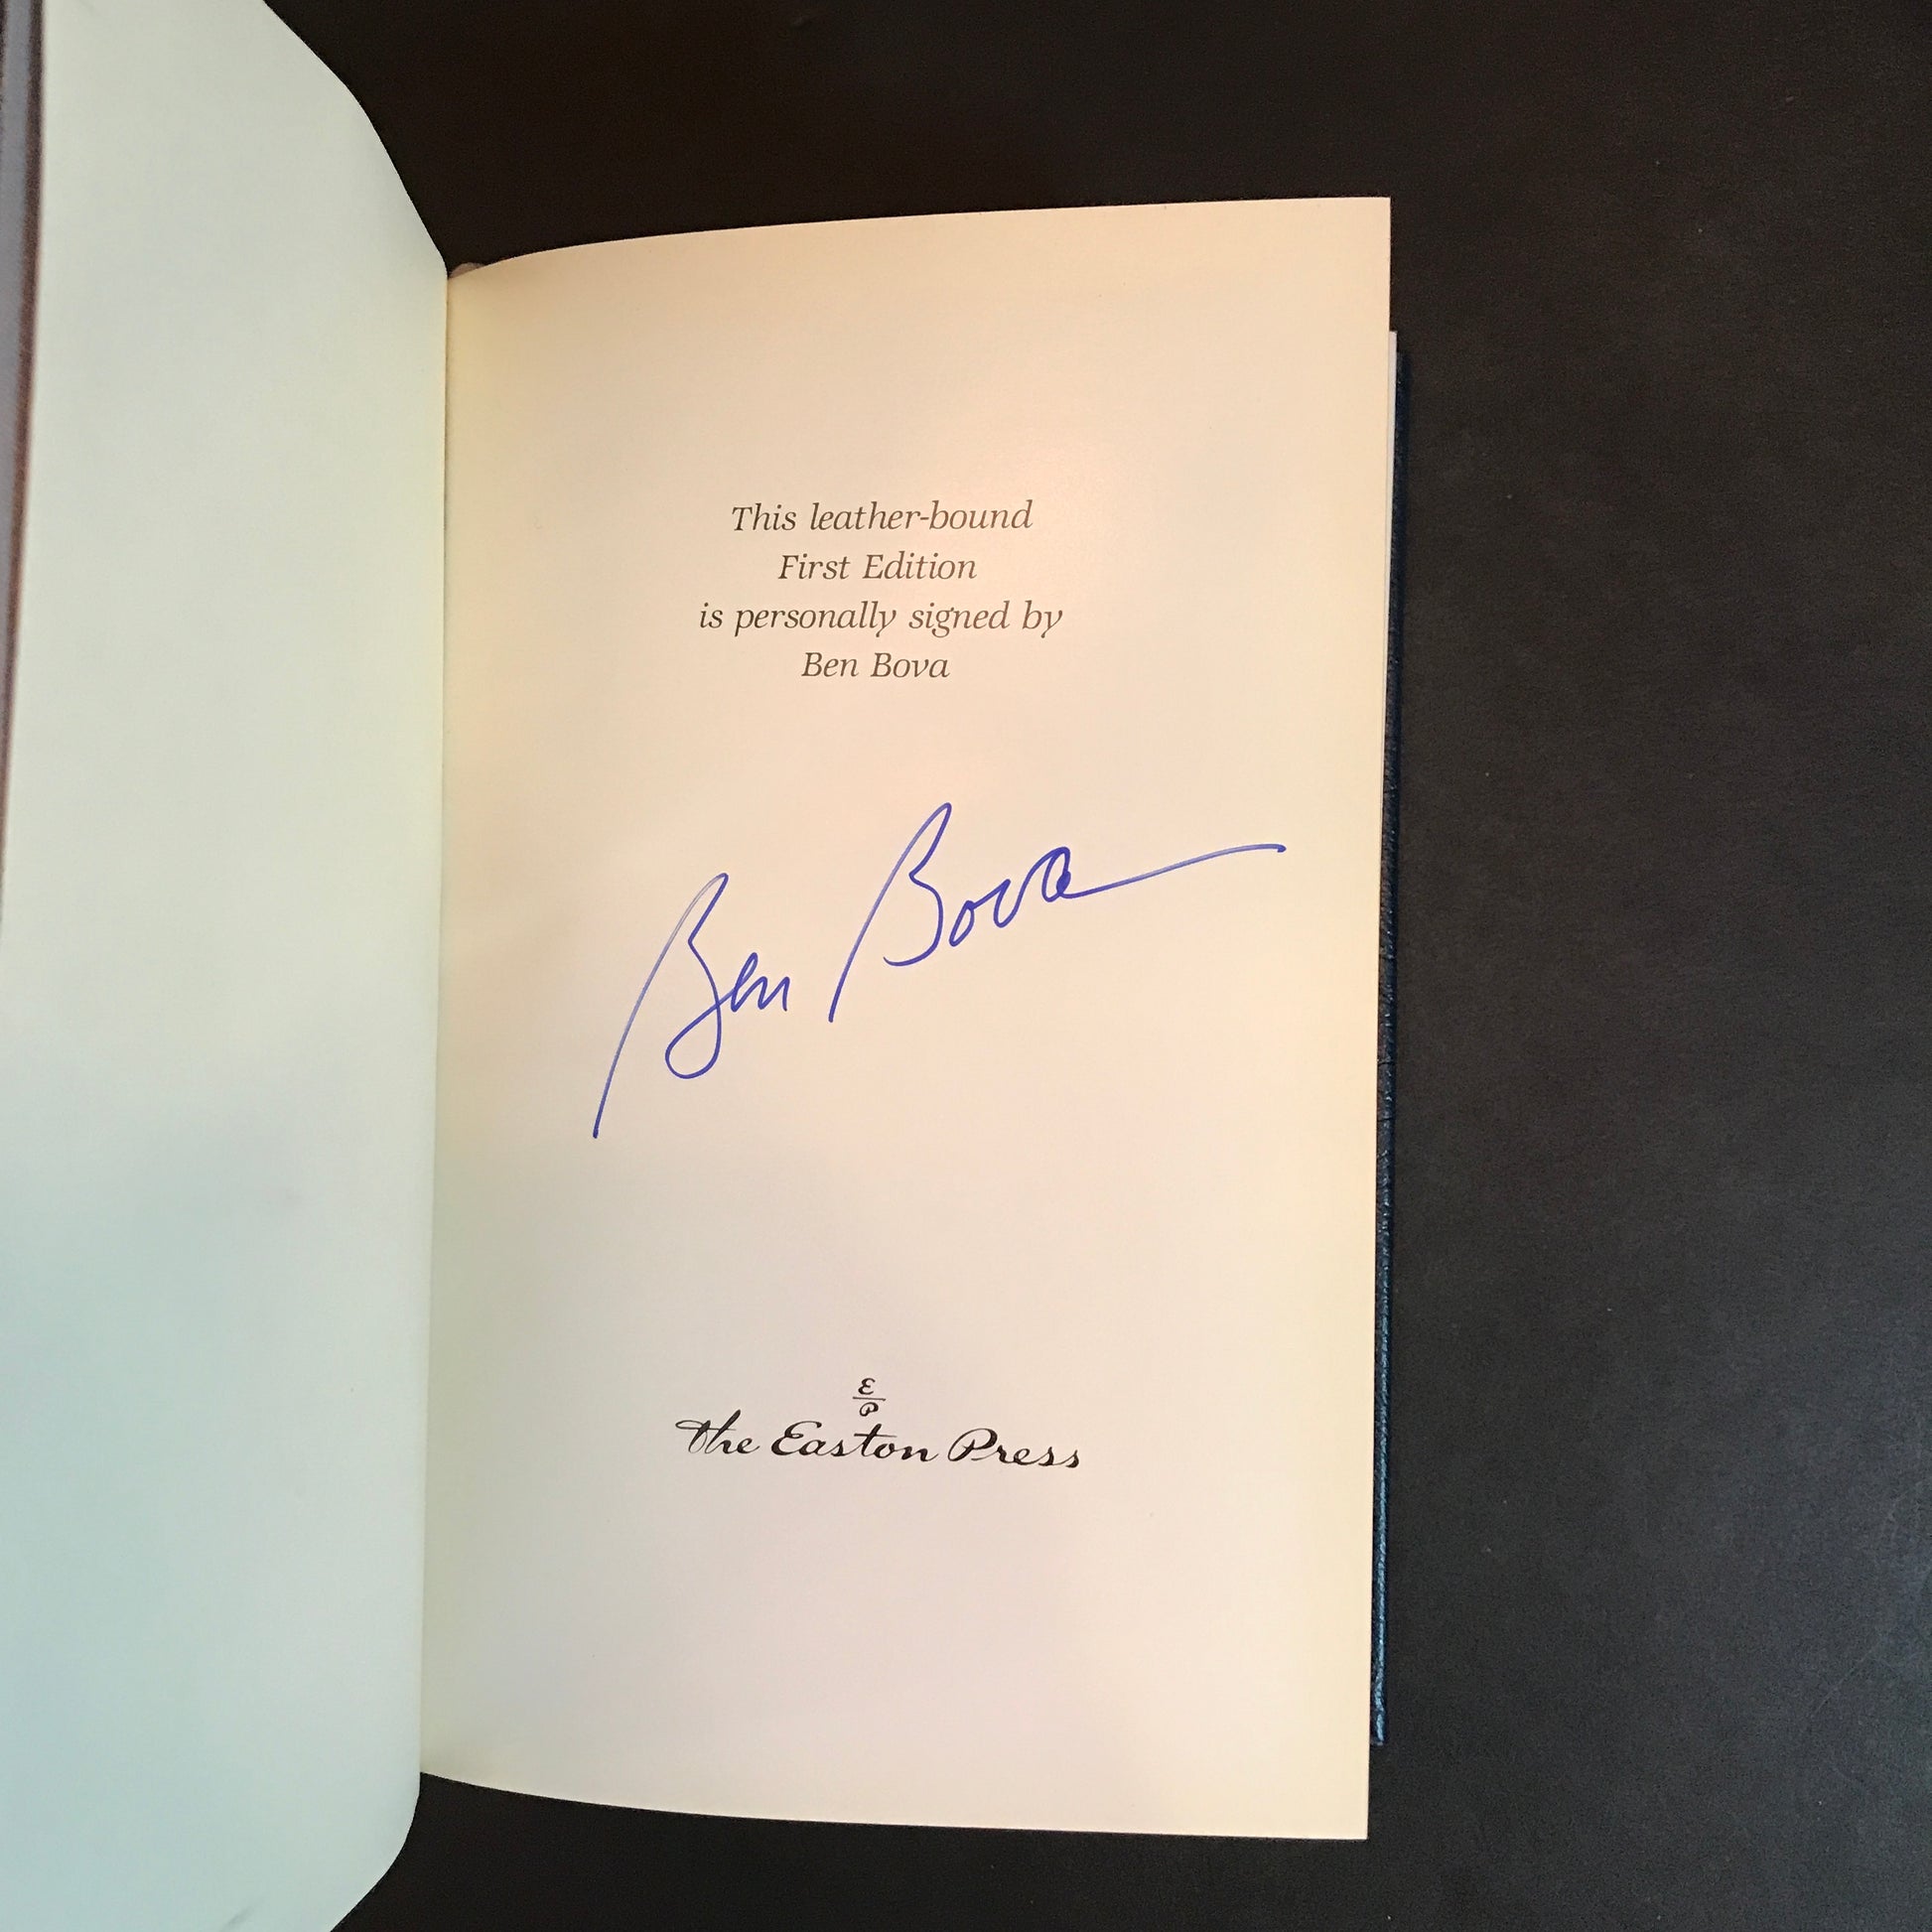 This leather-bound
First Edition
is personally signed by
Ben Bova
Ben Bova
E
P
The Easton Press